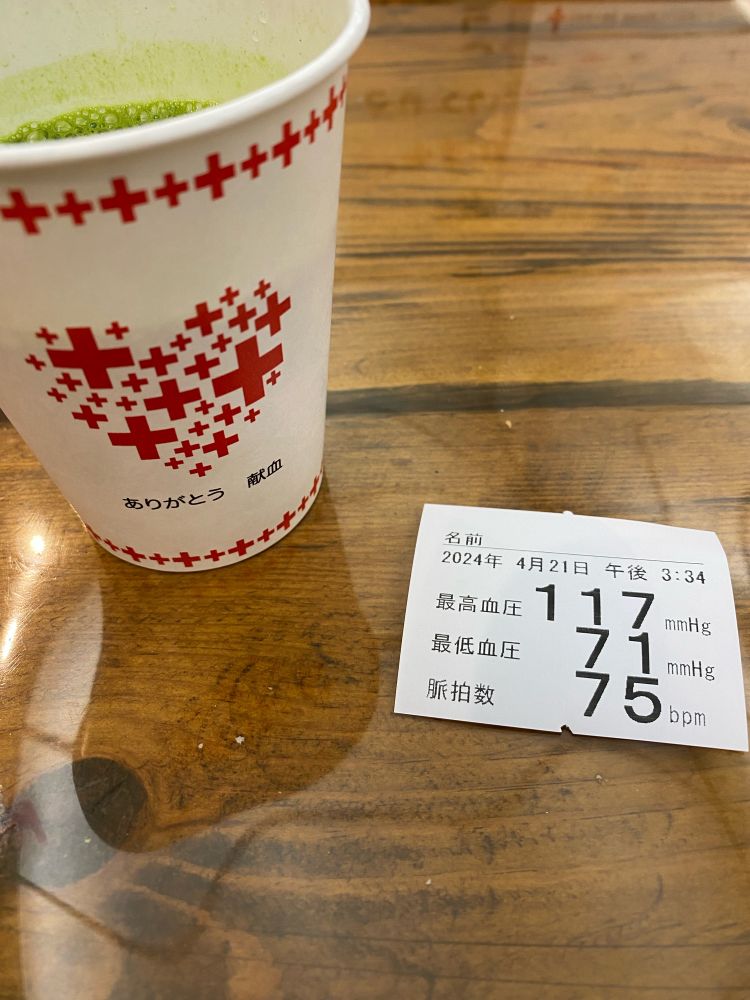 ありがとう 献血
名前
2024年 4月21日 午後 3:34
最高血圧 117 mmHg
最低血圧 71 mmHg
脈拍数 75 bpm